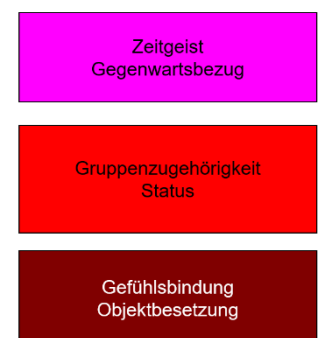 Zeitgeist
Gegenwartsbezug
Gruppenzugehörigkeit
Status
Gefühlsbindung
Objektbesetzung